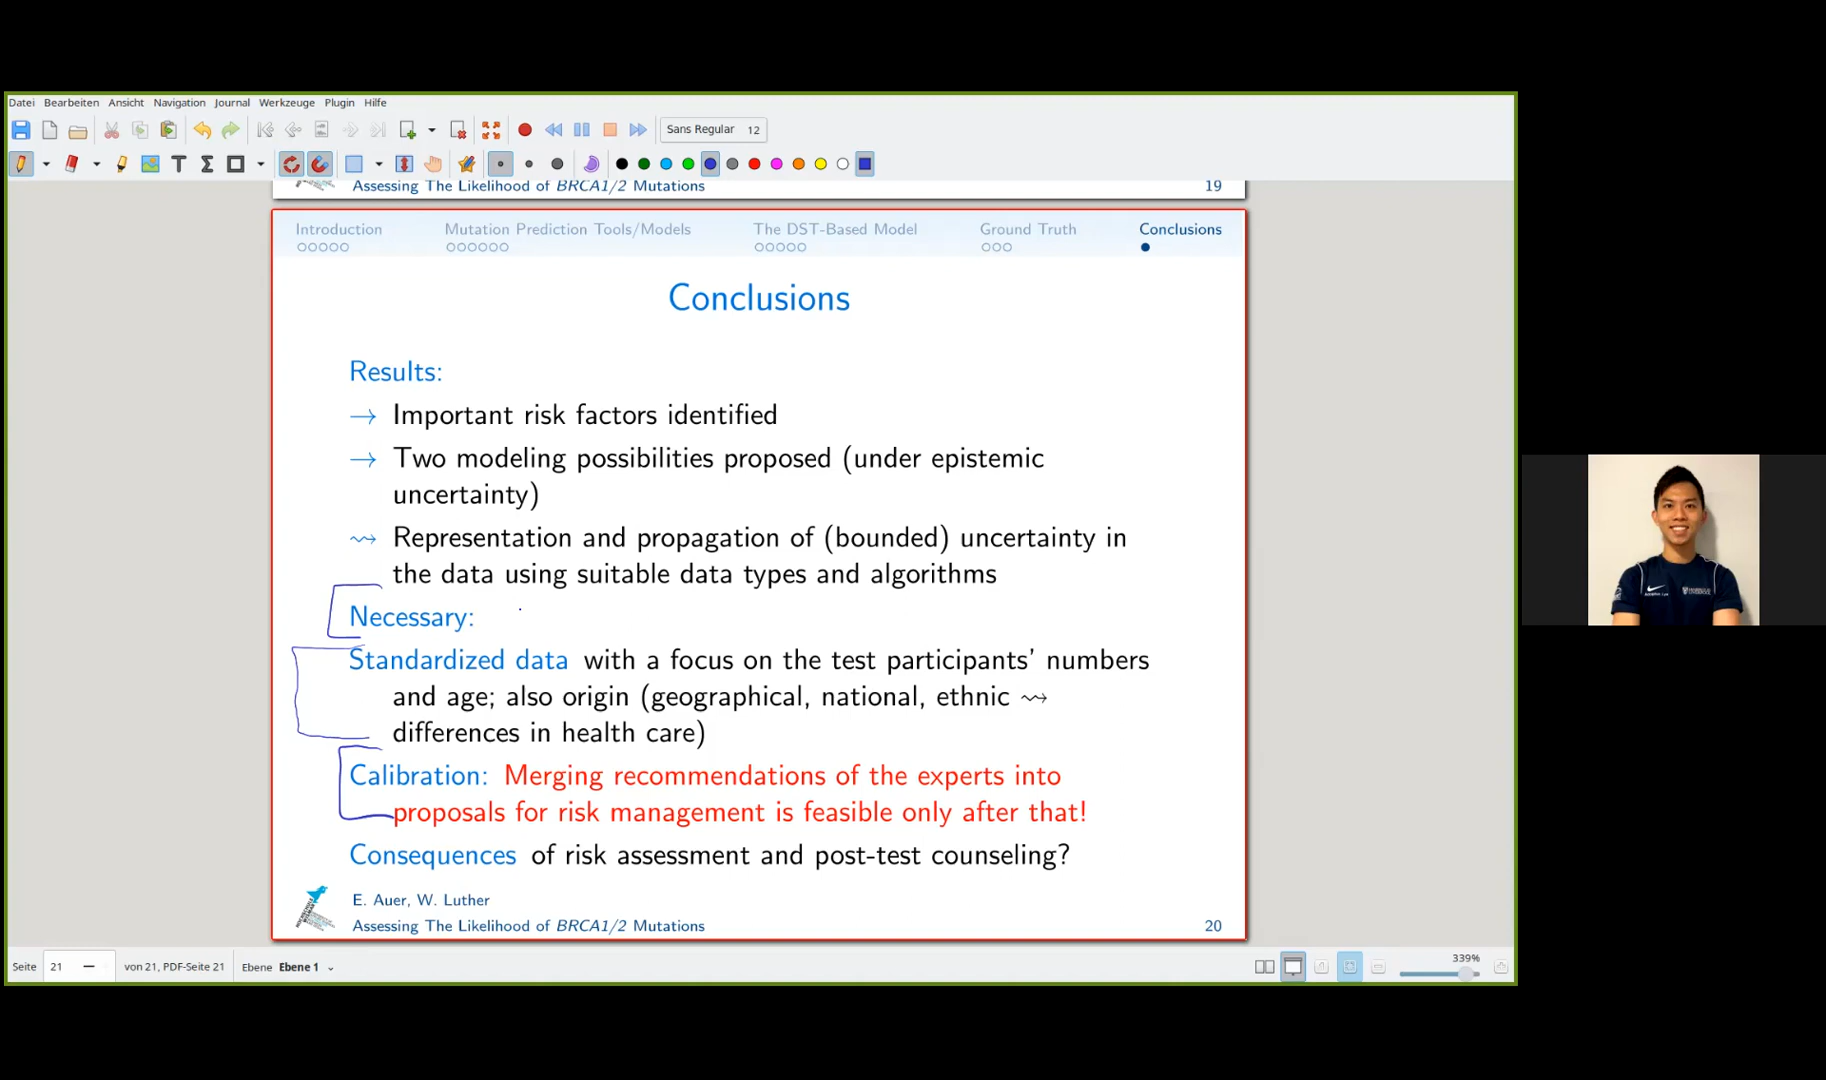 Datei Bearbeiten Ansicht Navigation Journal Werkzeuge Plugin Hilfe
Sans Regular 12
Assessing The Likelihood of BRCA1/2 Mutations 19
Introduction Mutation Prediction Tools/Models The DST-Based Model Ground Truth Conclusions
Conclusions
Results:
→ Important risk factors identified
→ Two modeling possibilities proposed (under epistemic
uncertainty)
⇝ Representation and propagation of (bounded) uncertainty in
the data using suitable data types and algorithms
Necessary:
Standardized data with a focus on the test participants' numbers
and age; also origin (geographical, national, ethnic ⇝
differences in health care)
Calibration: Merging recommendations of the experts into
proposals for risk management is feasible only after that!
Consequences of risk assessment and post-test counseling?
E. Auer, W. Luther
Assessing The Likelihood of BRCA1/2 Mutations 20
Seite 21 von 21, PDF-Seite 21 Ebene Ebene 1 339%